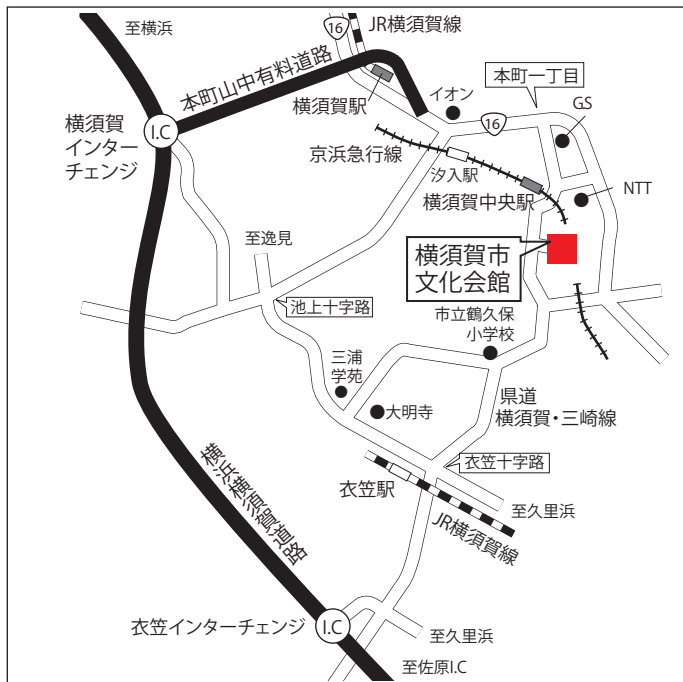 至横浜
16
JR横須賀線
本町山中有料道路
横須賀駅
イオン
本町一丁目
16
G.S
横須賀
インター
チェンジ
I.C
京浜急行線
汐入駅
横須賀中央駅
NTT
至逸見
横須賀市
文化会館
池上十字路
市立鶴久保
小学校
三浦
学苑
大明寺
県道
横須賀・三崎線
衣笠十字路
衣笠駅
至久里浜
JR横須賀線
横浜横須賀道路
衣笠インターチェンジ
I.C
至久里浜
至佐原I.C